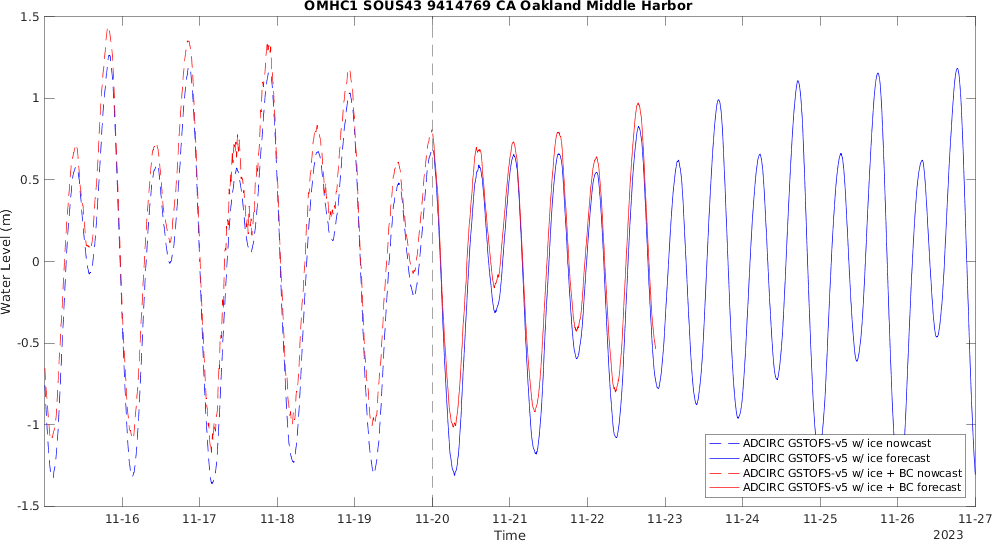 OMHC1 SOUS43 9414769 CA Oakland Middle Harbor
1.5
1
0.5
0
-0.5
-1
-1.5
Water Level (m)
ADCIRC GSTOFS-v5 w/ ice nowcast
ADCIRC GSTOFS-v5 w/ ice forecast
ADCIRC GSTOFS-v5 w/ ice + BC nowcast
ADCIRC GSTOFS-v5 w/ ice + BC forecast
11-16 11-17 11-18 11-19 11-20 11-21 11-22 11-23 11-24 11-25 11-26 11-27
Time
2023